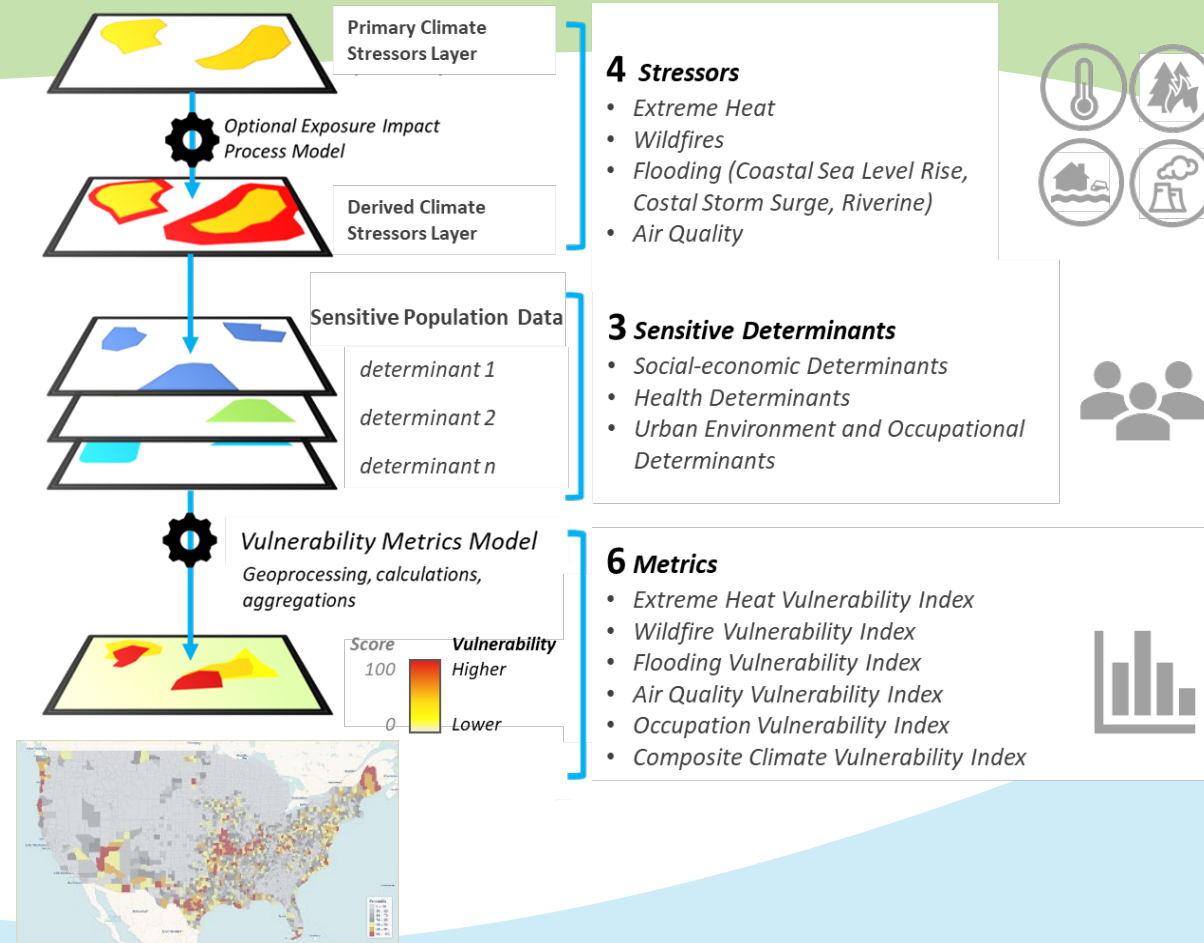 Primary Climate
Stressors Layer
Optional Exposure Impact
Process Model
Derived Climate
Stressors Layer
4 Stressors
• Extreme Heat
• Wildfires
• Flooding (Coastal Sea Level Rise,
Costal Storm Surge, Riverine)
• Air Quality
Sensitive Population Data
determinant 1
determinant 2
determinant n
3 Sensitive Determinants
• Social-economic Determinants
• Health Determinants
• Urban Environment and Occupational
Determinants
Vulnerability Metrics Model
Geoprocessing, calculations,
aggregations
Score Vulnerability
100 Higher
0 Lower
6 Metrics
• Extreme Heat Vulnerability Index
• Wildfire Vulnerability Index
• Flooding Vulnerability Index
• Air Quality Vulnerability Index
• Occupation Vulnerability Index
• Composite Climate Vulnerability Index